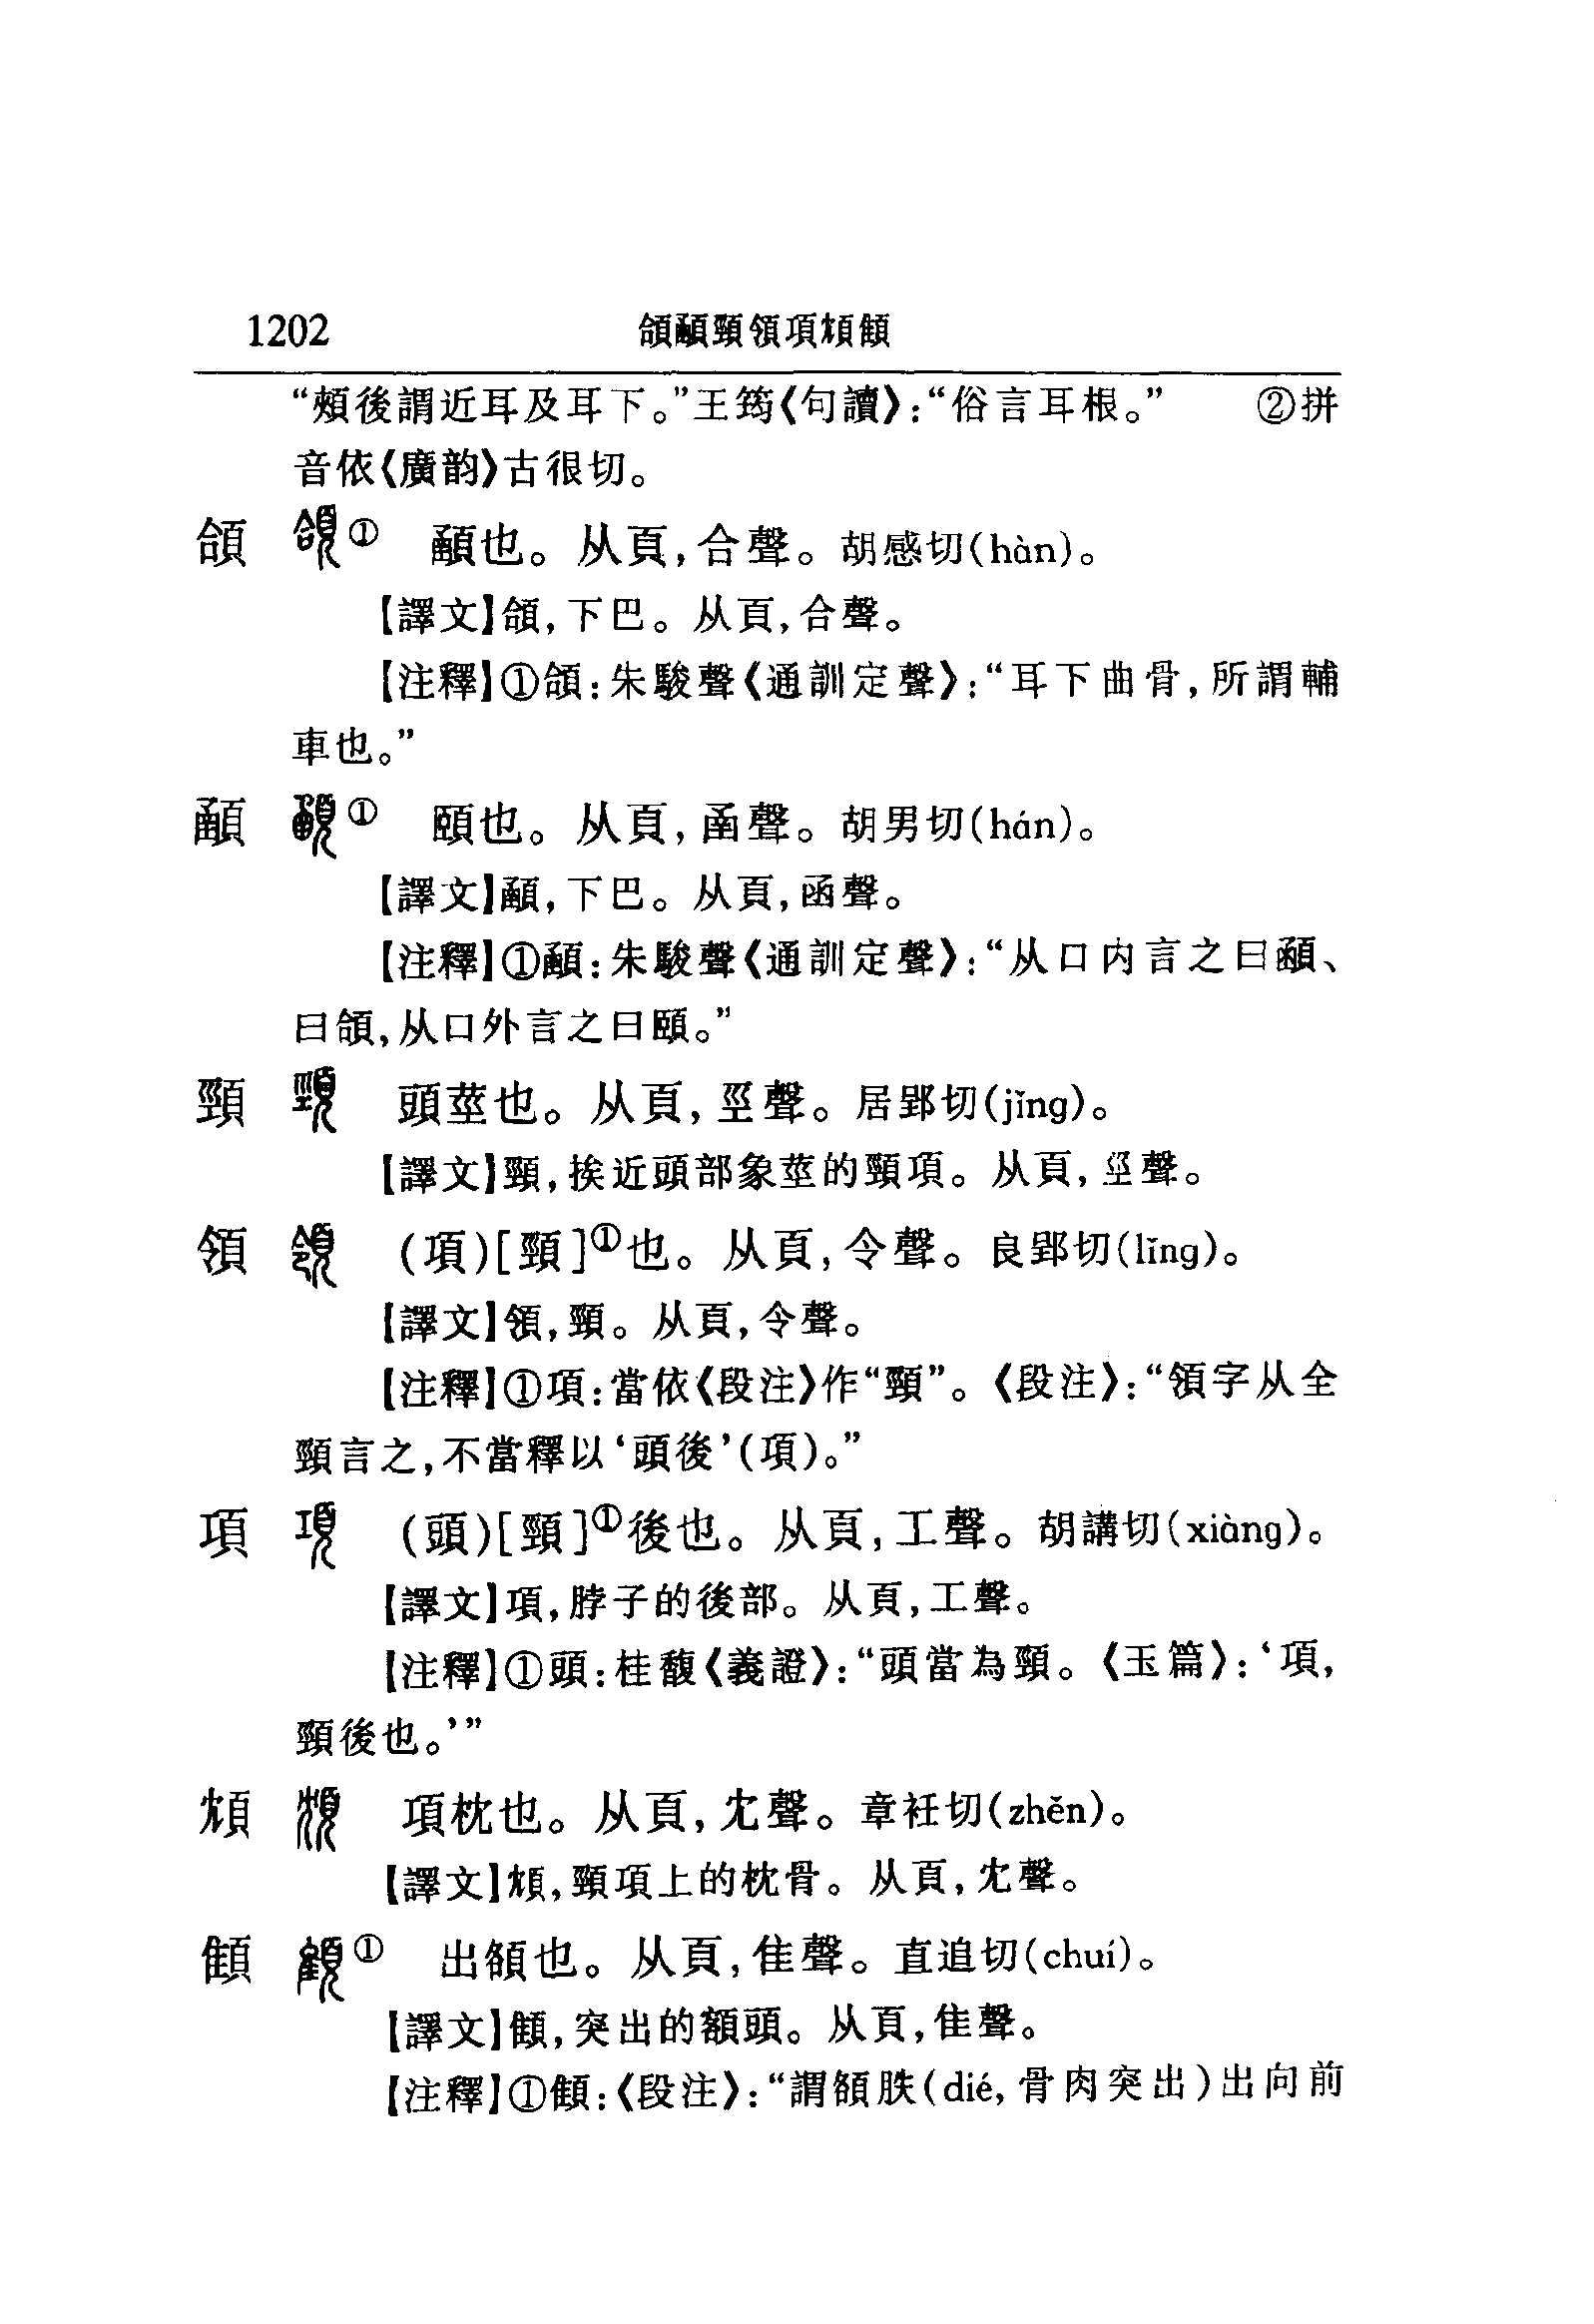 1202 頜顄頸領項煩顀
“頰後謂近耳及耳下。”王筠《句讀》:“俗言耳根。” ②拼
音依《廣韵》古很切。
頜 ① 顄也。从頁,合聲。胡感切(hàn)。
【譯文】頜,下巴。从頁,合聲。
【注釋】①頜:朱駿聲《通訓定聲》:“耳下曲骨,所謂輔
車也。”
顄 ① 頤也。从頁,圅聲。胡男切(hán)。
【譯文】顄,下巴。从頁,函聲。
【注釋】①顄:朱駿聲《通訓定聲》:“从口内言之曰顄、
曰頜,从口外言之曰頤。”
頸 頭莖也。从頁,巠聲。居郢切(jǐng)。
【譯文】頸,挨近頭部象莖的頸項。从頁,巠聲。
領 (項)[頸]①也。从頁,令聲。良郢切(lǐng)。
【譯文】領,頸。从頁,令聲。
【注釋】①項:當依《段注》作“頸”。《段注》:“領字从全
頸言之,不當釋以‘頭後’(項)。”
項 (頭)[頸]①後也。从頁,工聲。胡講切(xiàng)。
【譯文】項,脖子的後部。从頁,工聲。
【注釋】①頭:桂馥《義證》:“頭當為頸。《玉篇》:‘項,
頸後也。’”
煩 項枕也。从頁,冘聲。章衽切(zhěn)。
【譯文】煩,頸項上的枕骨。从頁,冘聲。
顀 ① 出頟也。从頁,隹聲。直追切(chuí)。
【譯文】顀,突出的額頭。从頁,隹聲。
【注釋】①顀:《段注》:“謂頟胅(dié,骨肉突出)出向前